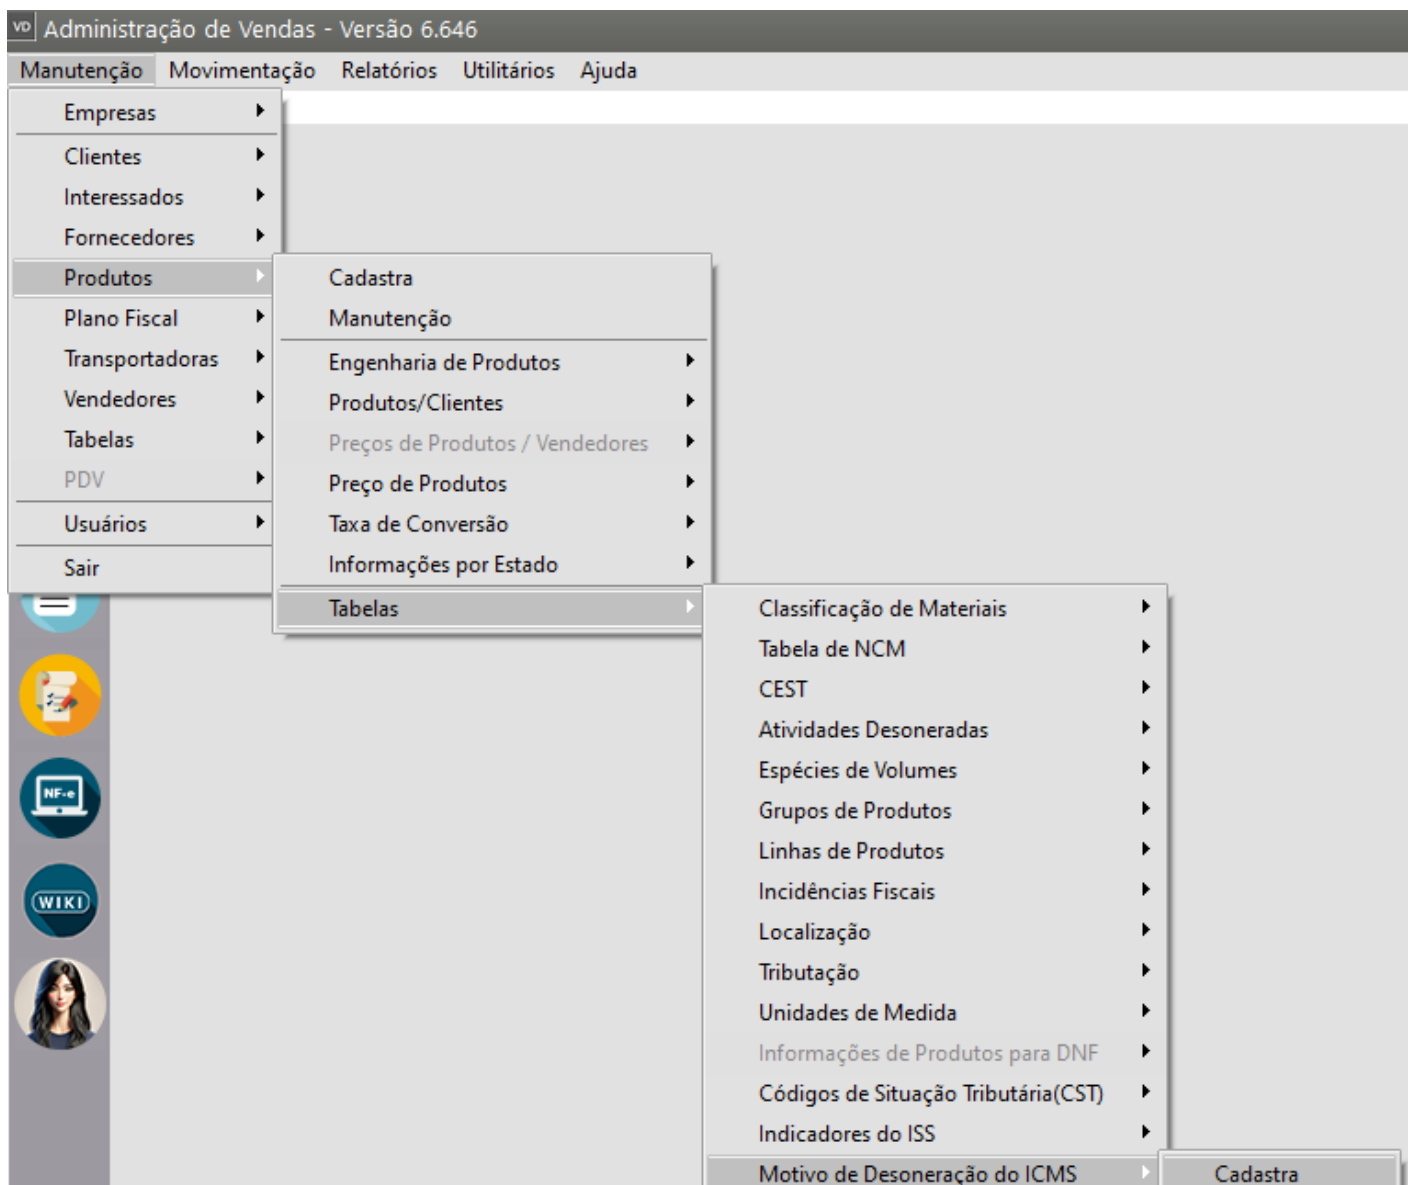 VD Administração de Vendas - Versão 6.646
Manutenção Movimentação Relatórios Utilitários Ajuda
Empresas
Clientes
Interessados
Fornecedores
Produtos
Plano Fiscal
Transportadoras
Vendedores
Tabelas
PDV
Usuários
Sair
Cadastra
Manutenção
Engenharia de Produtos
Produtos/Clientes
Preços de Produtos / Vendedores
Preço de Produtos
Taxa de Conversão
Informações por Estado
Tabelas
Classificação de Materiais
Tabela de NCM
CEST
Atividades Desoneradas
Espécies de Volumes
Grupos de Produtos
Linhas de Produtos
Incidências Fiscais
Localização
Tributação
Unidades de Medida
Informações de Produtos para DNF
Códigos de Situação Tributária(CST)
Indicadores do ISS
Motivo de Desoneração do ICMS
Cadastra
NF-e
WIKI